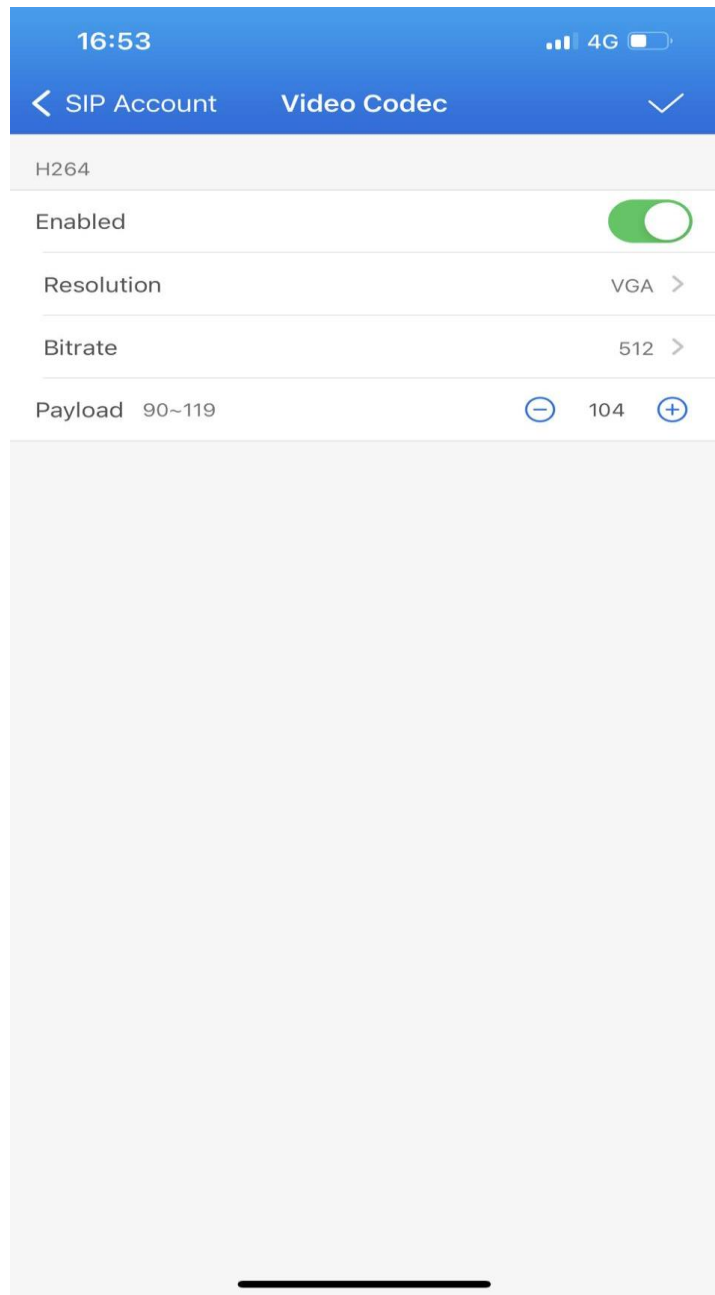 16:53 4G
SIP Account Video Codec
H264
Enabled
Resolution VGA
Bitrate 512
Payload 90~119 104